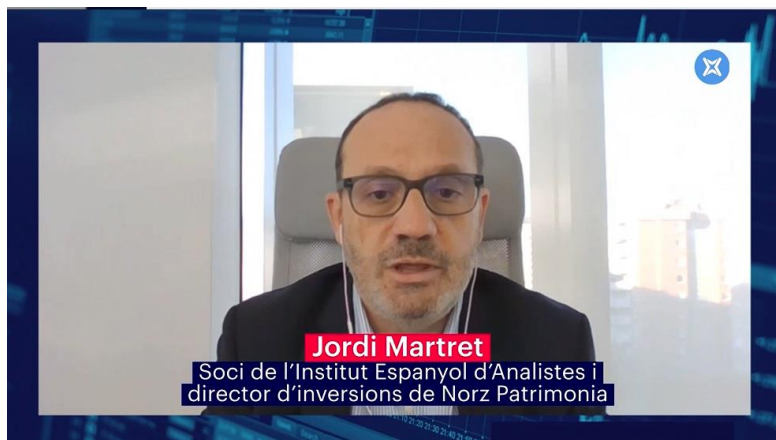 Jordi Martret
Soci de l'Institut Espanyol d'Analistes i
director d'inversions de Norz Patrimonia